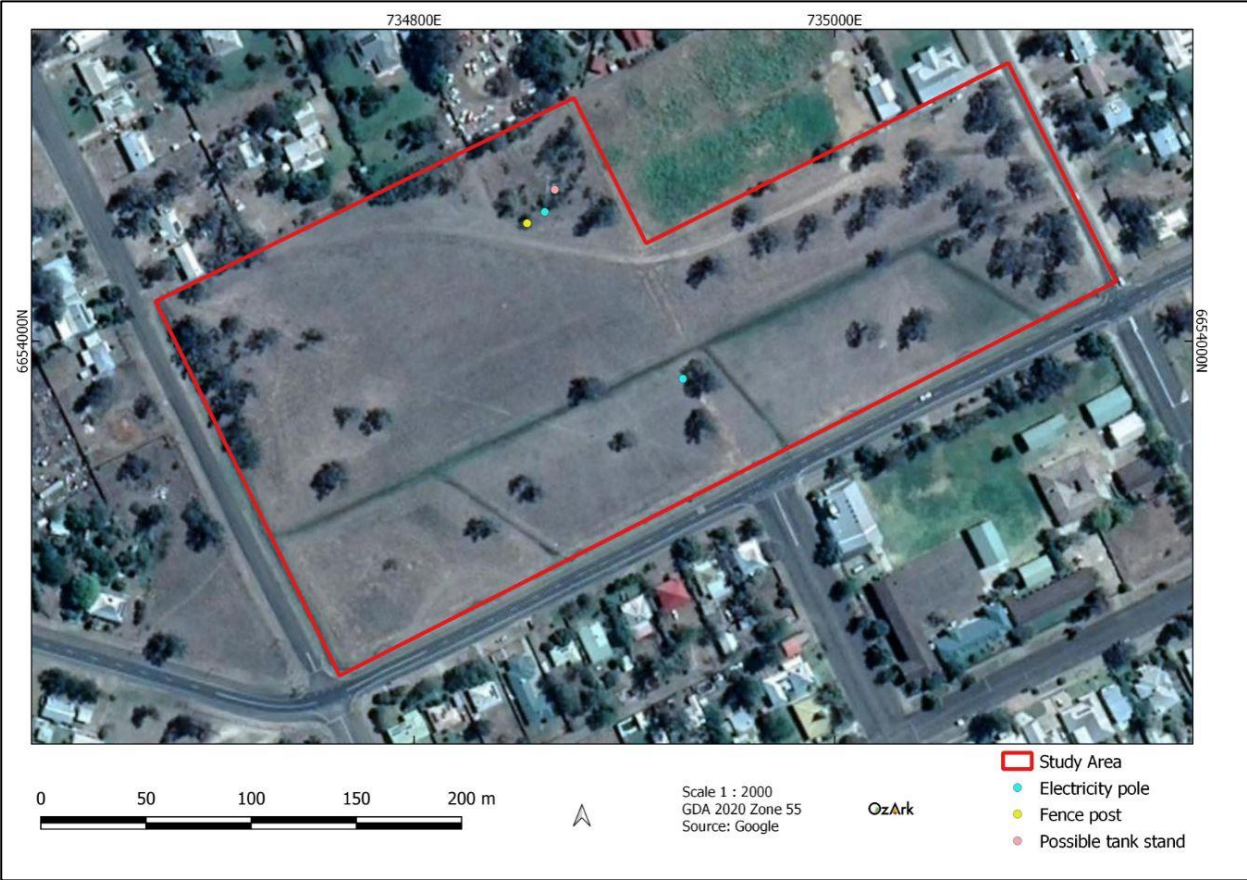 734800E
735000E
6654000N
6654000N
0 50 100 150 200 m
Scale 1 : 2000
GDA 2020 Zone 55
Source: Google
OzArk
Study Area
Electricity pole
Fence post
Possible tank stand